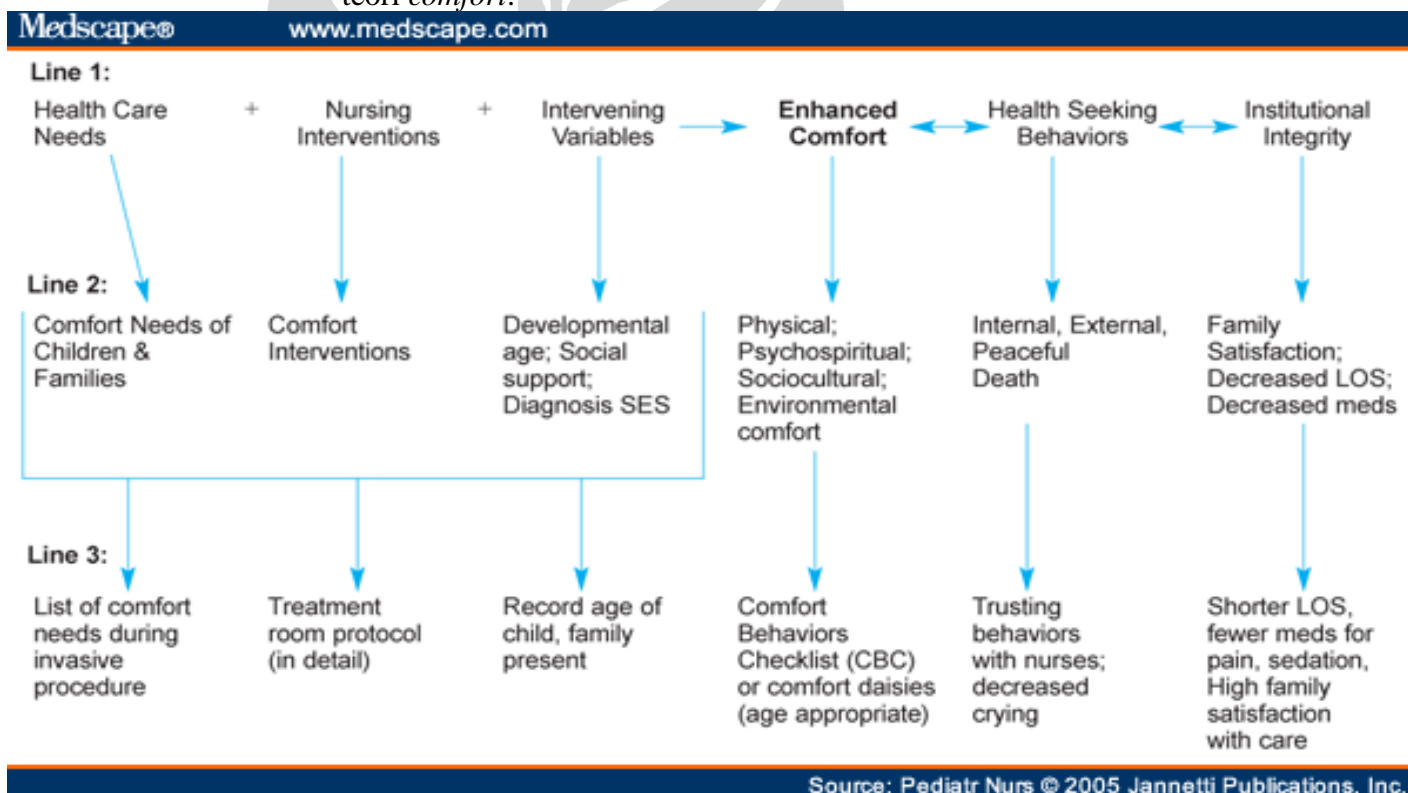 teori comfort.
Medscape® www.medscape.com
Line 1:
Health Care Needs + Nursing Interventions + Intervening Variables Enhanced Comfort Health Seeking Behaviors Institutional Integrity
Line 2:
Comfort Needs of Children & Families
Comfort Interventions
Developmental age; Social support; Diagnosis SES
Physical; Psychospiritual; Sociocultural; Environmental comfort
Internal, External, Peaceful Death
Family Satisfaction; Decreased LOS; Decreased meds
Line 3:
List of comfort needs during invasive procedure
Treatment room protocol (in detail)
Record age of child, family present
Comfort Behaviors Checklist (CBC) or comfort daisies (age appropriate)
Trusting behaviors with nurses; decreased crying
Shorter LOS, fewer meds for pain, sedation, High family satisfaction with care
Source: Pediatr Nurs © 2005 Jannetti Publications, Inc.